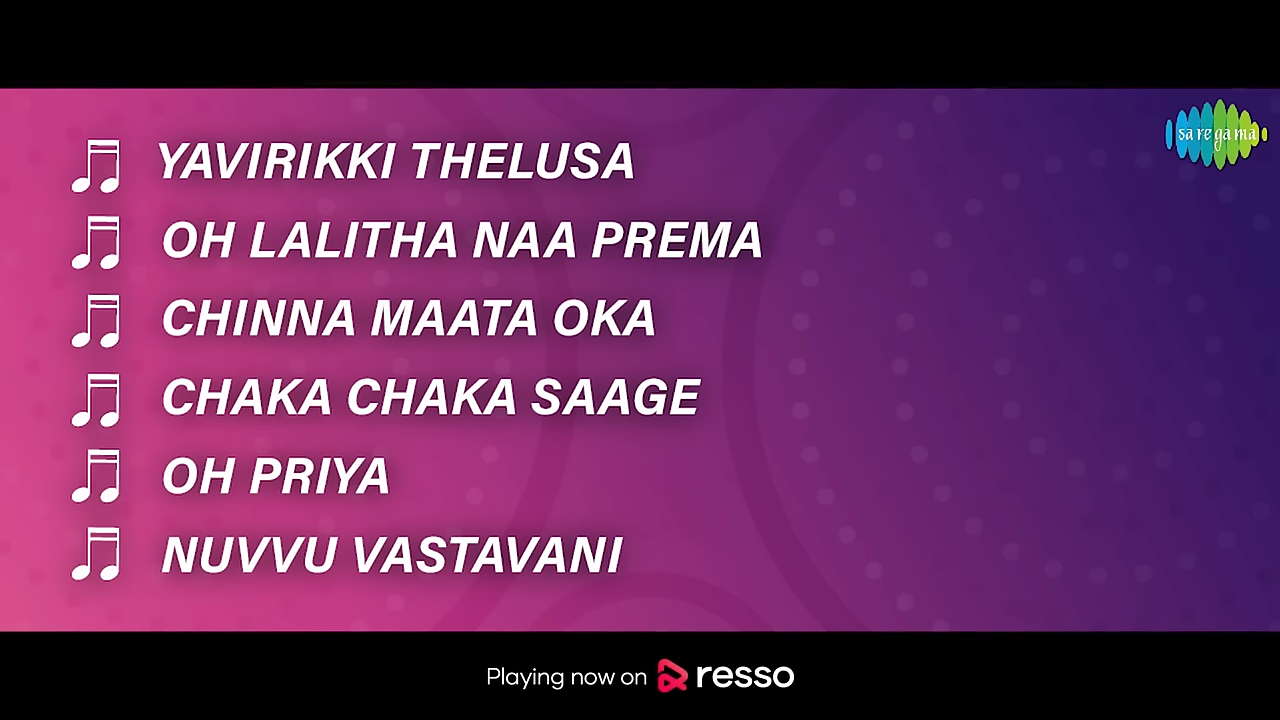 sa re ga ma
YAVIRIKKI THELUSA
OH LALITHA NAA PREMA
CHINNA MAATA OKA
CHAKA CHAKA SAAGE
OH PRIYA
NUVVU VASTAVANI
Playing now on resso